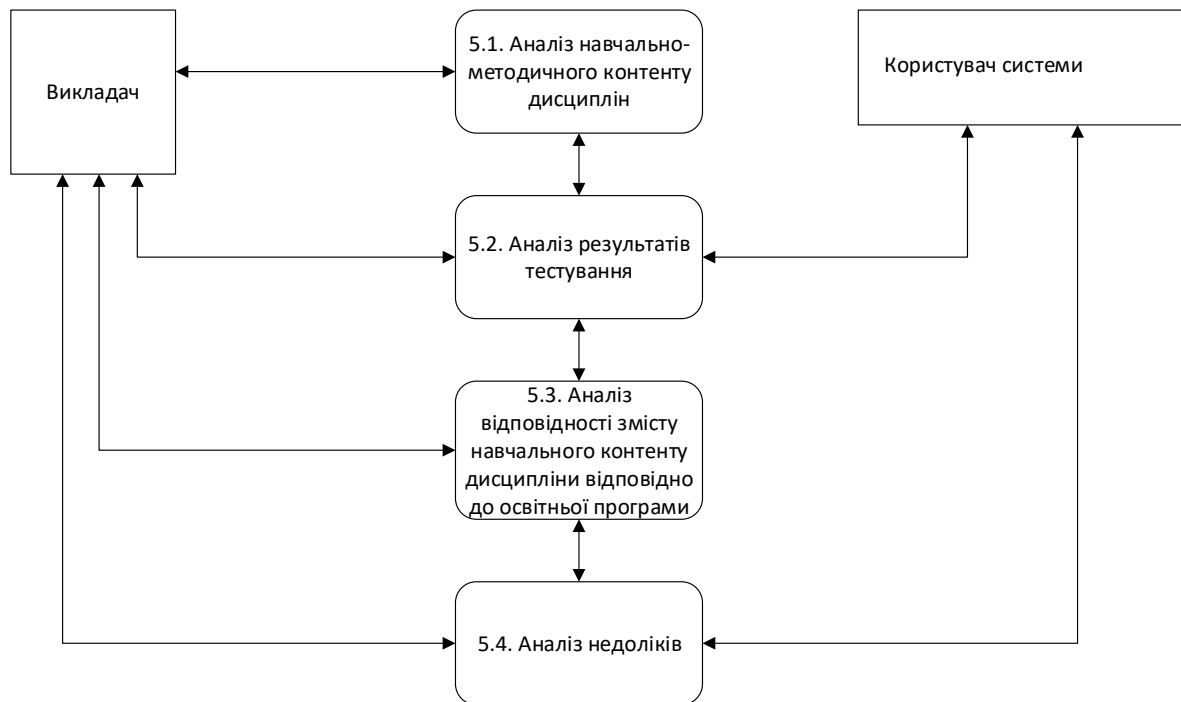 Викладач
5.1. Аналіз навчально-
методичного контенту
дисциплін
Користувач системи
5.2. Аналіз результатів
тестування
5.3. Аналіз
відповідності змісту
навчального контенту
дисципліни відповідно
до освітньої програми
5.4. Аналіз недоліків